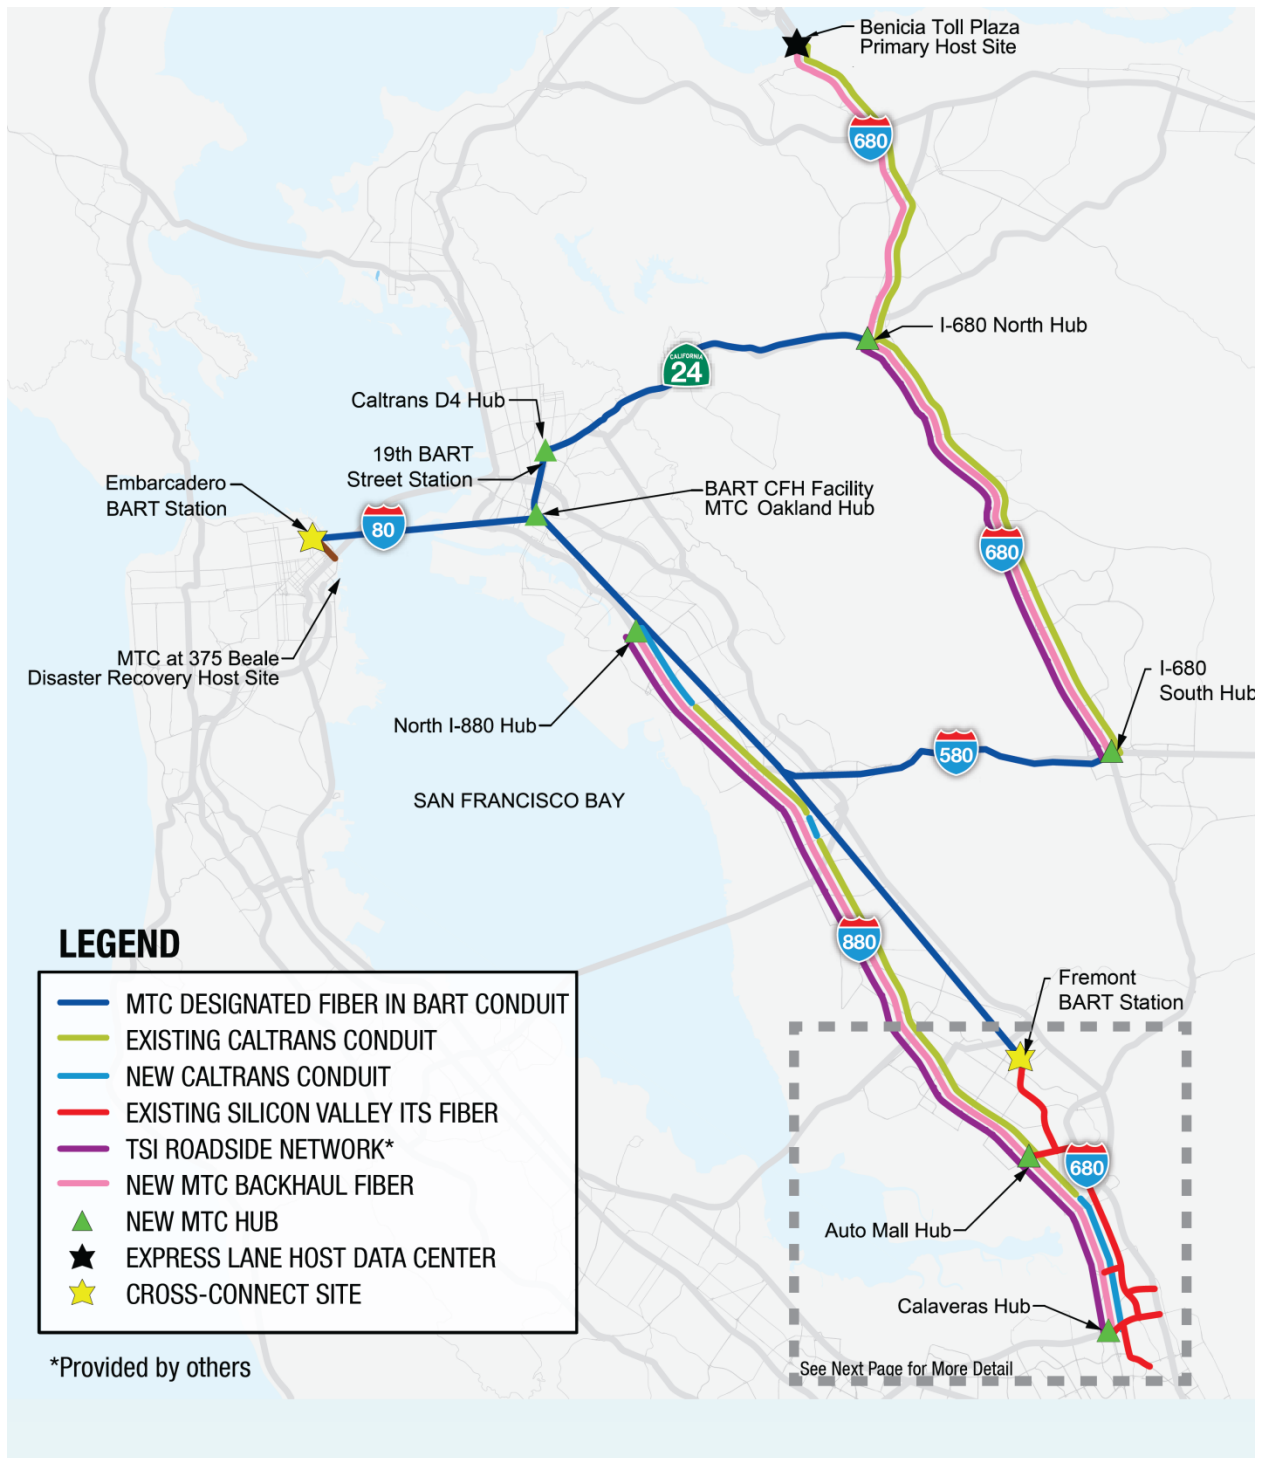 Benicia Toll Plaza
Primary Host Site
680
I-680 North Hub
CALIFORNIA
24
Caltrans D4 Hub
19th BART
Street Station
Embarcadero
BART Station
BART CFH Facility
MTC Oakland Hub
80
680
MTC at 375 Beale
Disaster Recovery Host Site
I-680
South Hub
North I-880 Hub
580
SAN FRANCISCO BAY
880
LEGEND
MTC DESIGNATED FIBER IN BART CONDUIT
EXISTING CALTRANS CONDUIT
NEW CALTRANS CONDUIT
EXISTING SILICON VALLEY ITS FIBER
TSI ROADSIDE NETWORK*
NEW MTC BACKHAUL FIBER
NEW MTC HUB
EXPRESS LANE HOST DATA CENTER
CROSS-CONNECT SITE
*Provided by others
Fremont
BART Station
680
Auto Mall Hub
Calaveras Hub
See Next Page for More Detail